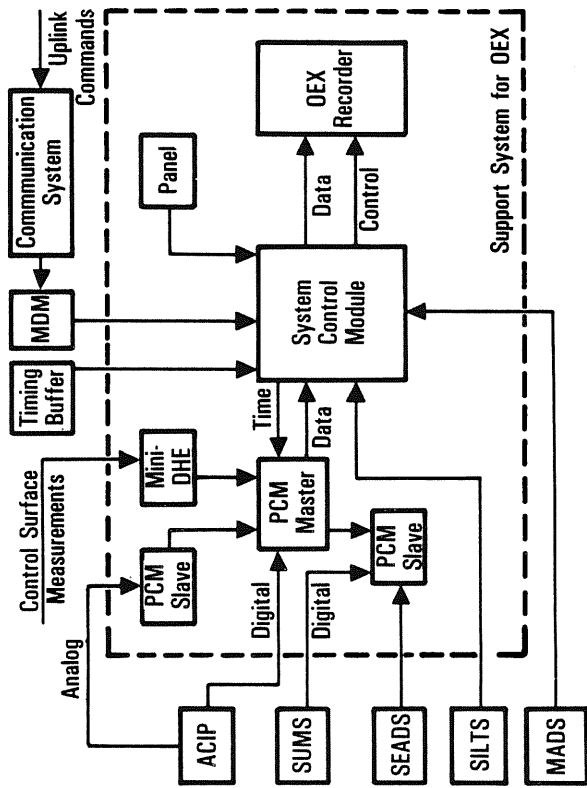 Uplink
Commands
Commmunication
System
MDM
Timing
Buffer
Control Surface
Measurements
Analog
Panel
Mini-
DHE
PCM
Slave
Time
Data
System
Control
Module
Data
Control
OEX
Recorder
PCM
Master
Digital
Digital
PCM
Slave
Support System for OEX
ACIP
SUMS
SEADS
SILTS
MADS